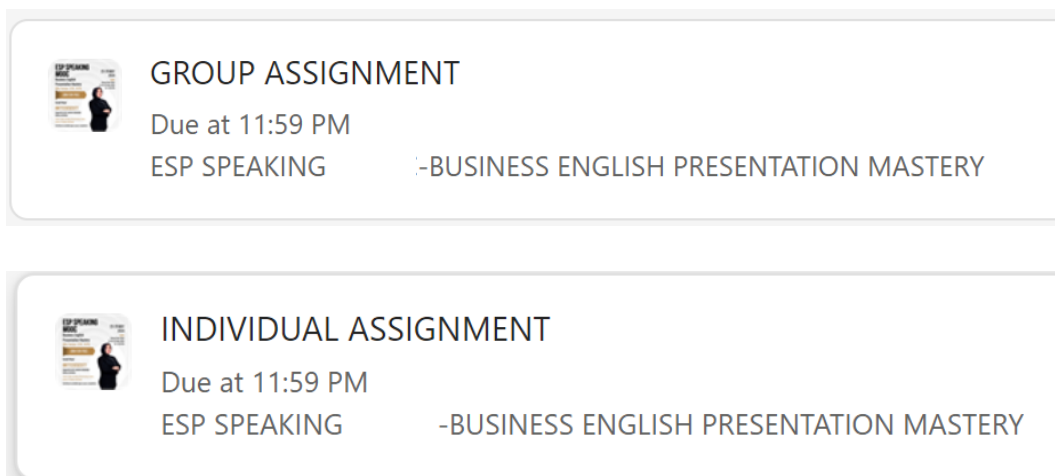 GROUP ASSIGNMENT
Due at 11:59 PM
ESP SPEAKING -BUSINESS ENGLISH PRESENTATION MASTERY
INDIVIDUAL ASSIGNMENT
Due at 11:59 PM
ESP SPEAKING -BUSINESS ENGLISH PRESENTATION MASTERY